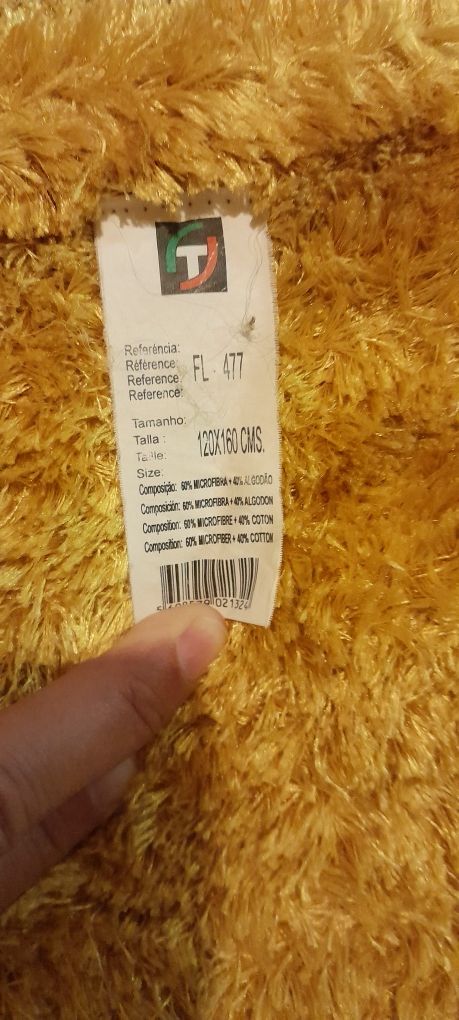 T
Referência:
Référence:
Reference:
Reference:
FL - 477
Tamanho:
Talla :
Taille:
Size:
120X160 CMS.
Composição: 60% MICROFIBRA + 40% ALGODÃO
Composición: 60% MICROFIBRA + 40% ALGODON
Composition: 60% MICROFIBRE + 40% COTON
Composition: 60% MICROFIBER + 40% COTTON